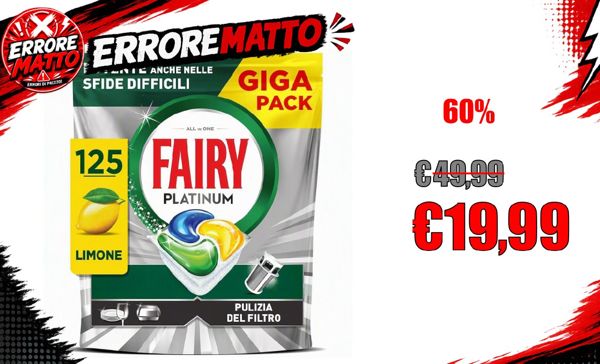 ERRORE
MATTO
ERRORI DI PREZZO!
ERRORE MATTO
ANCHE NELLE
SFIDE DIFFICILI
GIGA
PACK
ALL in ONE
125
FAIRY
PLATINUM
LIMONE
PULIZIA
DEL FILTRO
60%
€49,99
€19,99